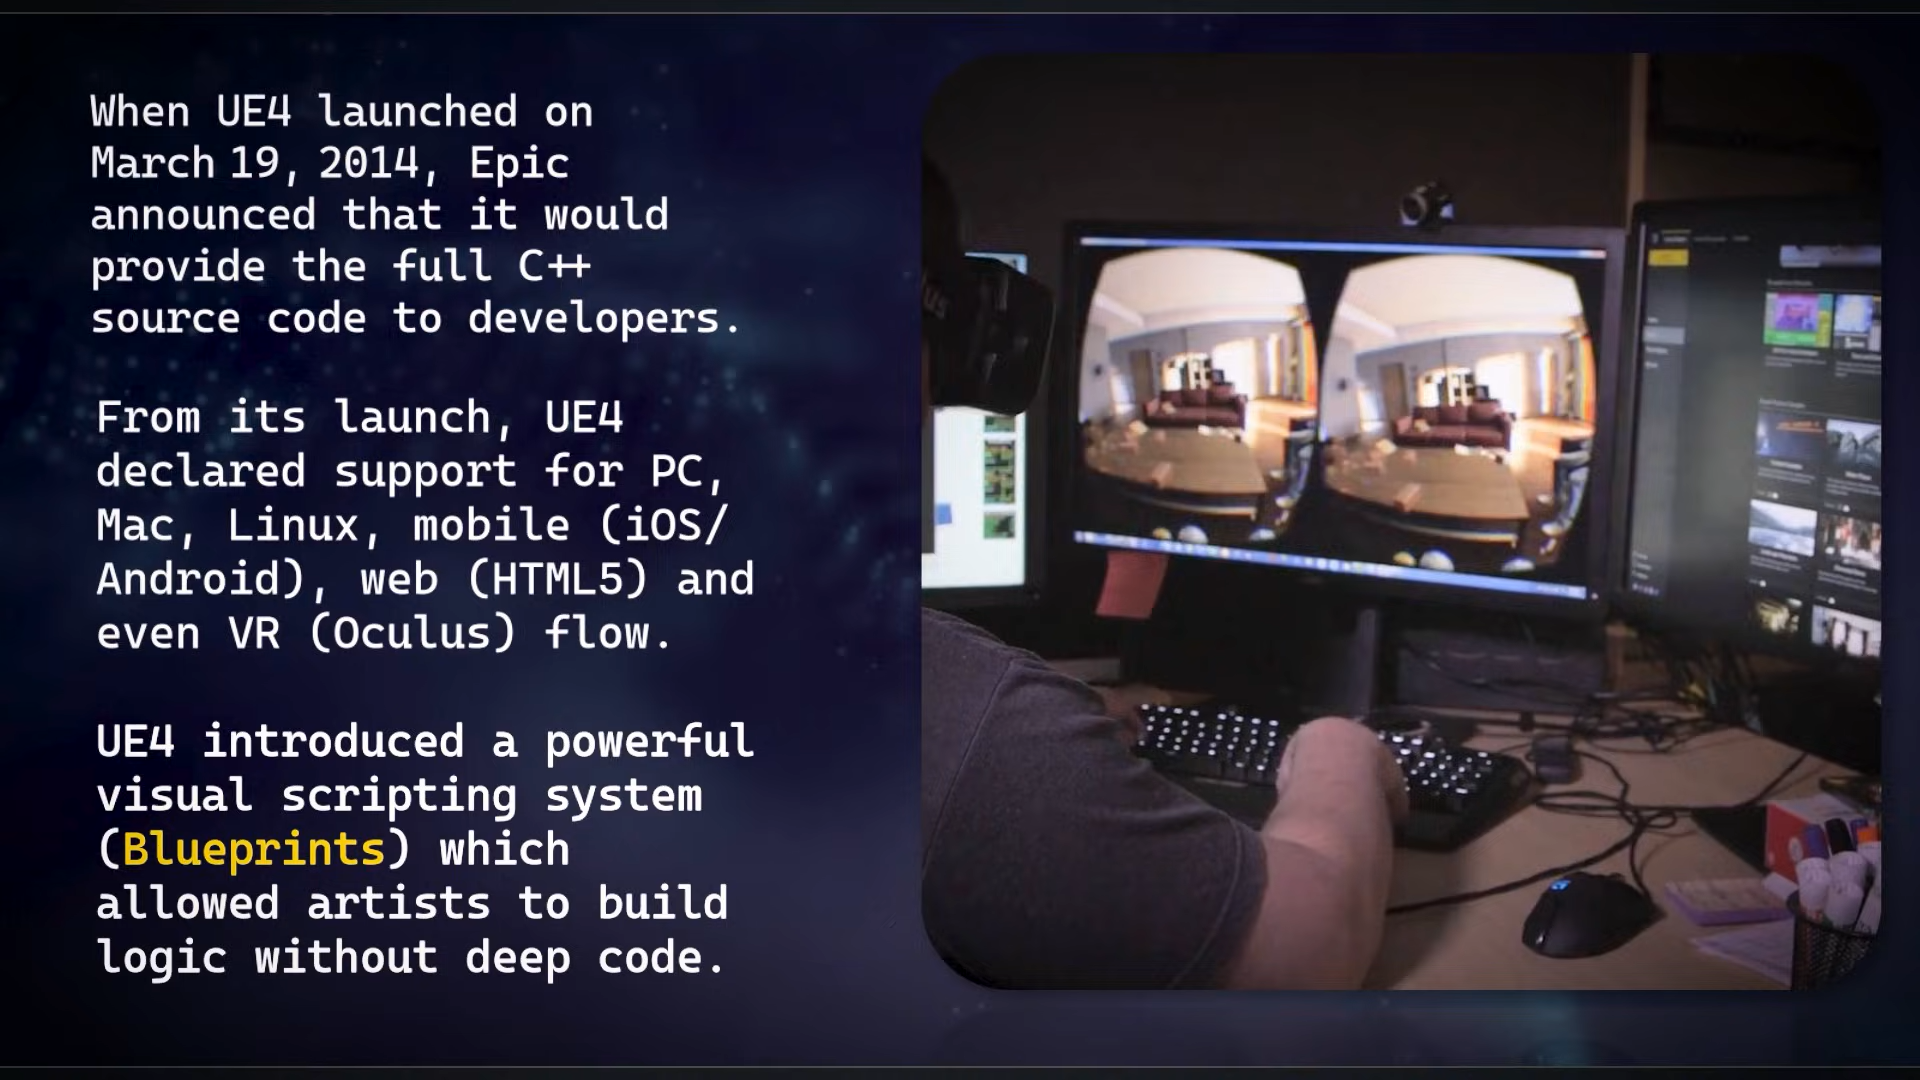 When UE4 launched on
March 19, 2014, Epic
announced that it would
provide the full C++
source code to developers.
From its launch, UE4
declared support for PC,
Mac, Linux, mobile (iOS/
Android), web (HTML5) and
even VR (Oculus) flow.
UE4 introduced a powerful
visual scripting system
(Blueprints) which
allowed artists to build
logic without deep code.